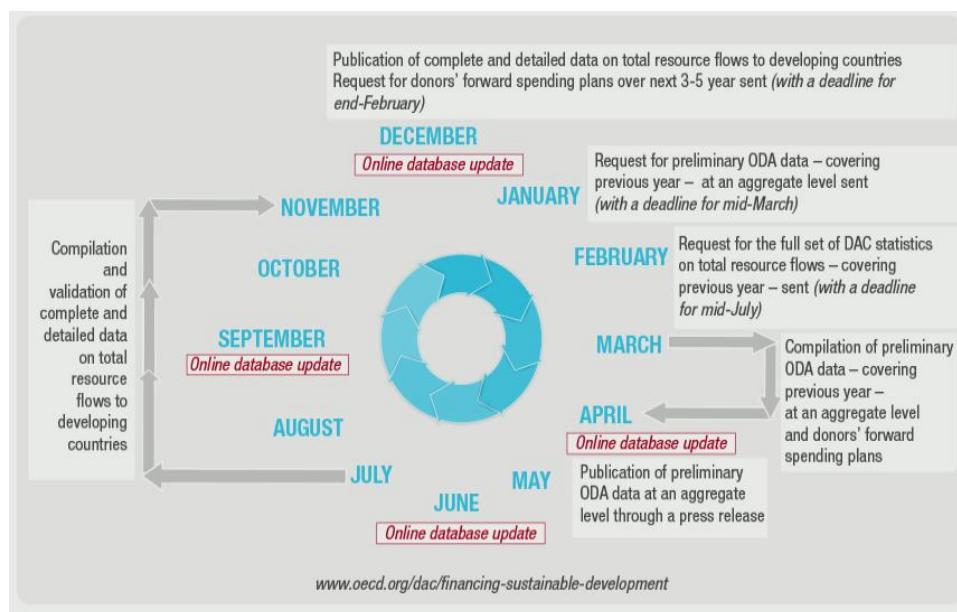 Publication of complete and detailed data on total resource flows to developing countries
Request for donors' forward spending plans over next 3-5 year sent (with a deadline for
end-February)
DECEMBER
Online database update
JANUARY
Request for preliminary ODA data – covering
previous year – at an aggregate level sent
(with a deadline for mid-March)
FEBRUARY
Request for the full set of DAC statistics
on total resource flows – covering
previous year – sent (with a deadline
for mid-July)
MARCH
Compilation of preliminary
ODA data – covering
previous year –
at an aggregate level
and donors' forward
spending plans
APRIL
Online database update
Publication of preliminary
ODA data at an aggregate
level through a press release
MAY
JUNE
Online database update
JULY
Compilation
and
validation of
complete and
detailed data
on total
resource
flows to
developing
countries
AUGUST
SEPTEMBER
Online database update
OCTOBER
NOVEMBER
www.oecd.org/dac/financing-sustainable-development